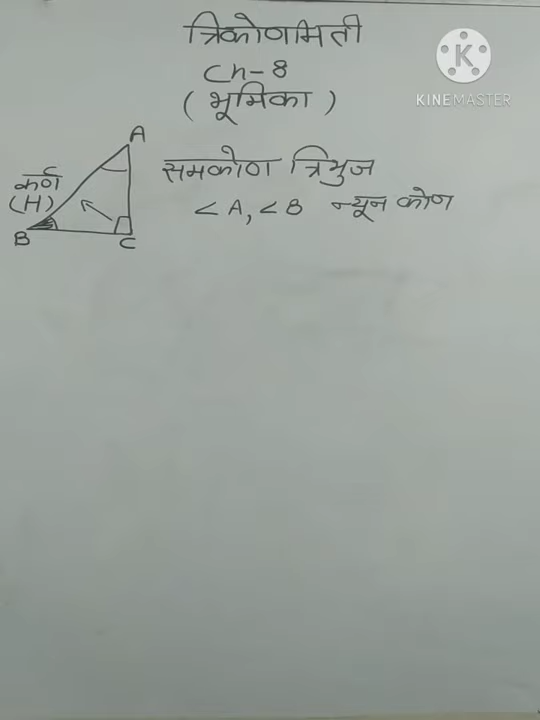 त्रिकोणमिती
Ch-8
(भूमिका)
A
समकोण त्रिभुज
कर्ण
(H)
∠A, ∠B न्यून कोण
B
C
K
KINEMASTER